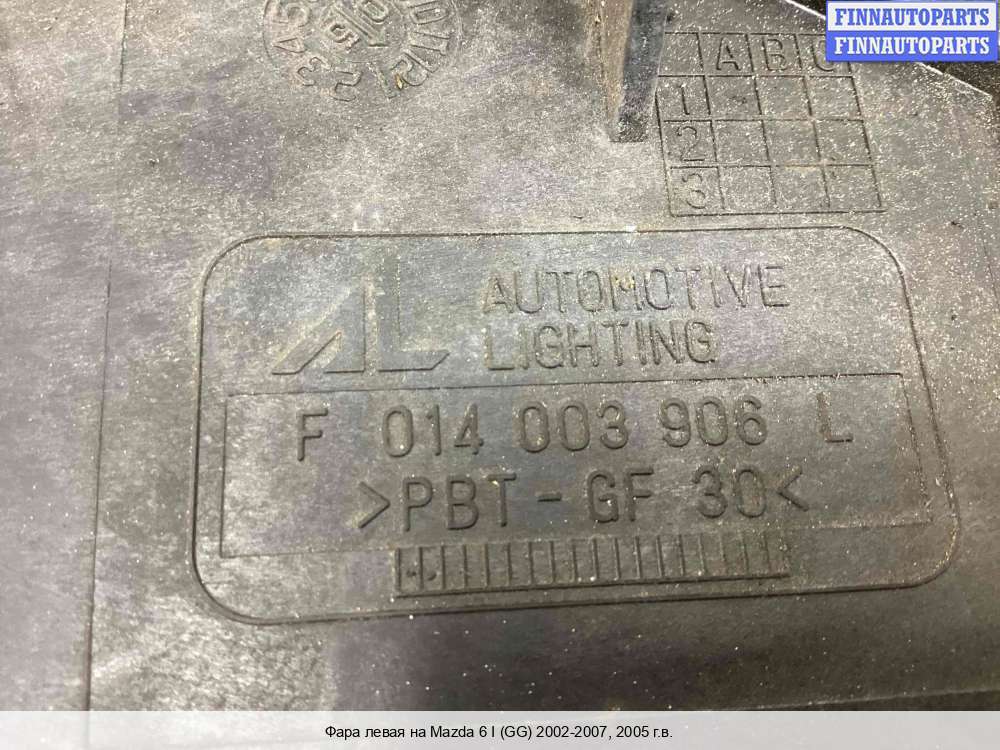 FINNAUTOPARTS
FINNAUTOPARTS
A B C
1
2
3
AL AUTOMOTIVE
LIGHTING
F 014 003 906 L
>PBT-GF 30<
Фара левая на Mazda 6 I (GG) 2002-2007, 2005 г.в.